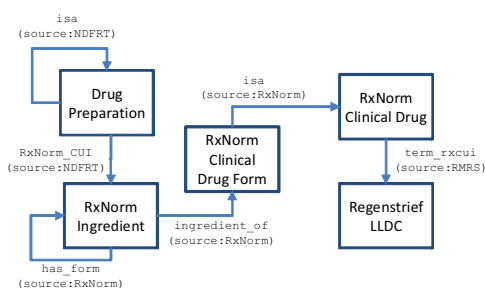 isa
(source:NDFRT)
Drug
Preparation
RxNorm_CUI
(source:NDFRT)
RxNorm
Ingredient
has_form
(source:RxNorm)
ingredient_of
(source:RxNorm)
RxNorm
Clinical
Drug Form
isa
(source:RxNorm)
RxNorm
Clinical Drug
term_rxcui
(source:RMRS)
Regenstrief
LLDC